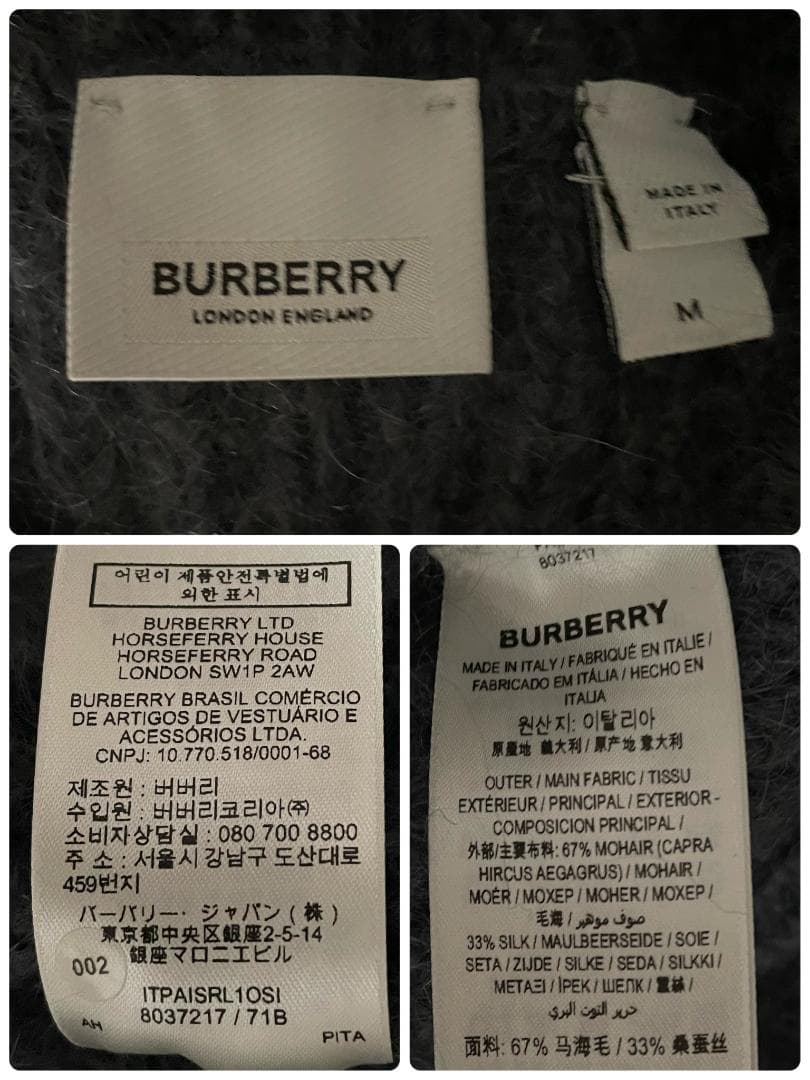 BURBERRY
LONDON ENGLAND
MADE IN
ITALY
M
어린이 제품안전특별법에
의한 표시
BURBERRY LTD
HORSEFERRY HOUSE
HORSEFERRY ROAD
LONDON SW1P 2AW
BURBERRY BRASIL COMÉRCIO
DE ARTIGOS DE VESTUÁRIO E
ACESSÓRIOS LTDA.
CNPJ: 10.770.518/0001-68
제조원 : 버버리
수입원 : 버버리코리아㈜
소비자상담실 : 080 700 8800
주 소 : 서울시 강남구 도산대로
459번지
バーバリー・ジャパン(株)
東京都中央区銀座2-5-14
銀座マロニエビル
002
ITPAISRL1OSI
8037217 / 71B
AH
PITA
8037217
BURBERRY
MADE IN ITALY / FABRIQUÉ EN ITALIE /
FABRICADO EM ITÁLIA / HECHO EN
ITALIA
원산지: 이탈리아
原產地 義大利 / 原产地 意大利
OUTER / MAIN FABRIC / TISSU
EXTÉRIEUR / PRINCIPAL / EXTERIOR -
COMPOSICION PRINCIPAL /
外部/主要布料: 67% MOHAIR (CAPRA
HIRCUS AEGAGRUS) / MOHAIR /
MOÉR / МОХЕР / MOHER / МОХЕР /
毛海 / صوف موهير
33% SILK / MAULBEERSEIDE / SOIE /
SETA / ZIJDE / SILKE / SEDA / SILKKI /
ΜΕΤΑΞΙ / İPEK / ШЕЛК / 蠶絲 /
حرير التوت البري
面料: 67% 马海毛 / 33% 桑蚕丝